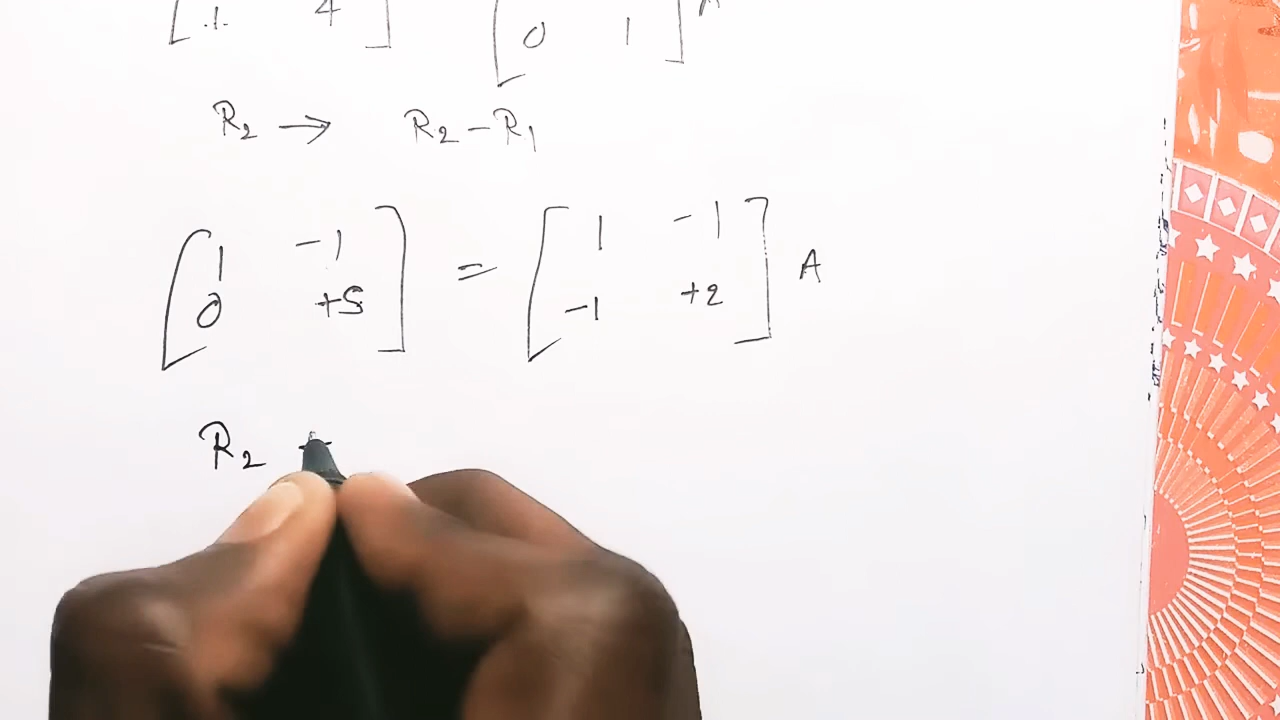 1 4 0 1 A
R₂ → R₂ - R₁
1 -1 = 1 -1 A
0 +5 -1 +2
R₂